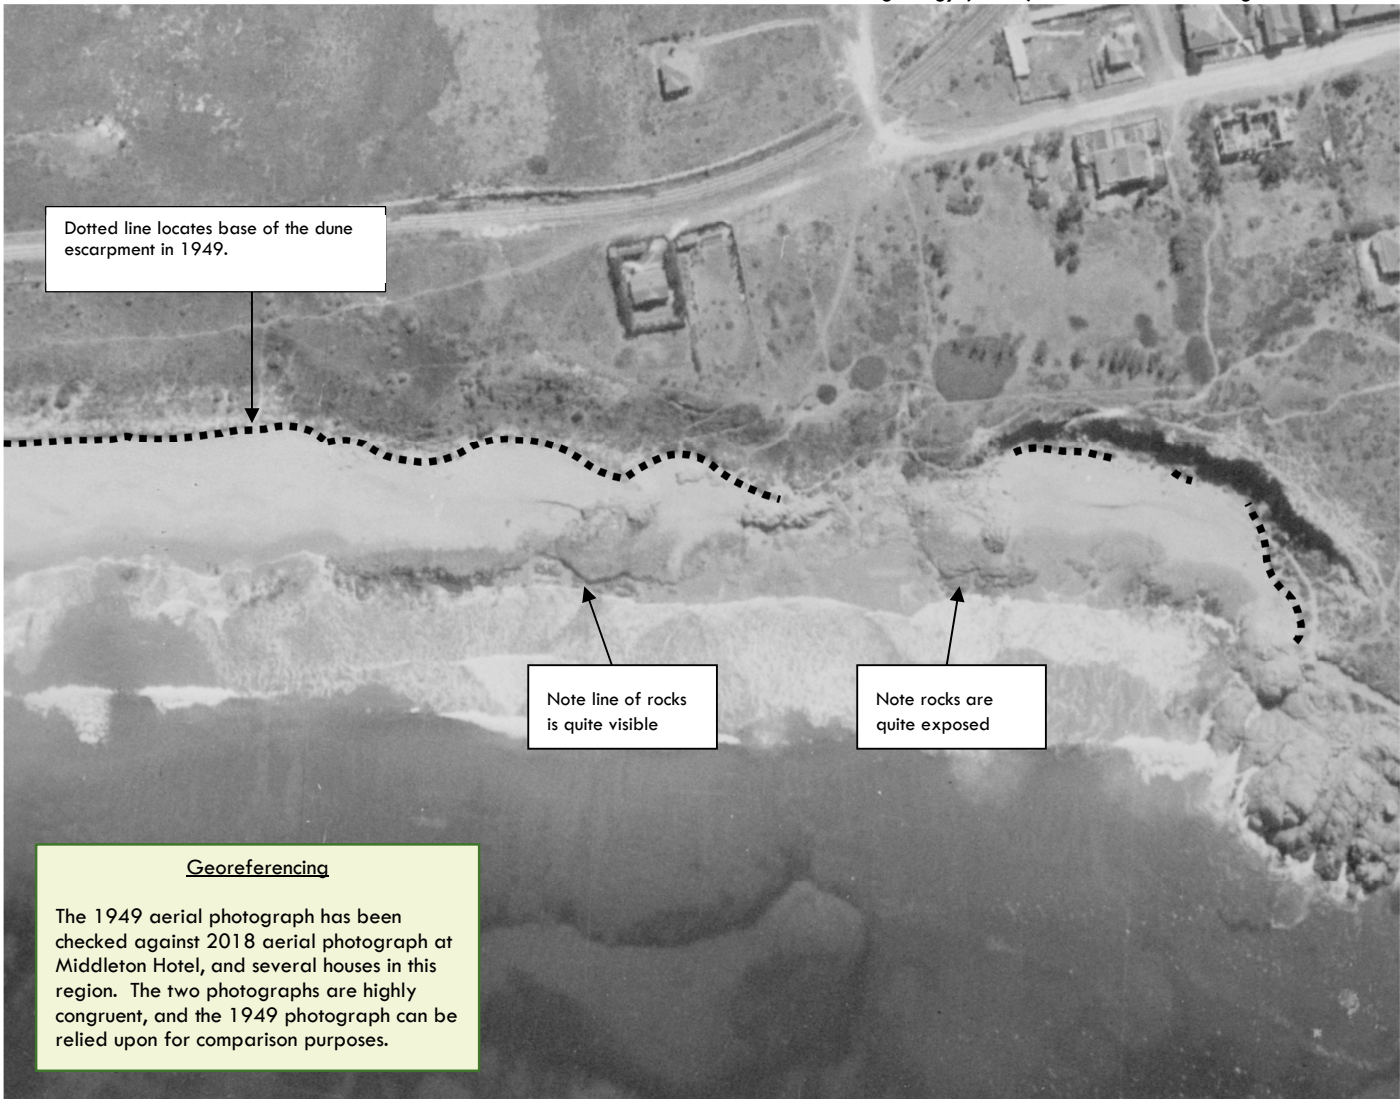 Dotted line locates base of the dune
escarpment in 1949.
Note line of rocks
is quite visible
Note rocks are
quite exposed
Georeferencing
The 1949 aerial photograph has been
checked against 2018 aerial photograph at
Middleton Hotel, and several houses in this
region. The two photographs are highly
congruent, and the 1949 photograph can be
relied upon for comparison purposes.